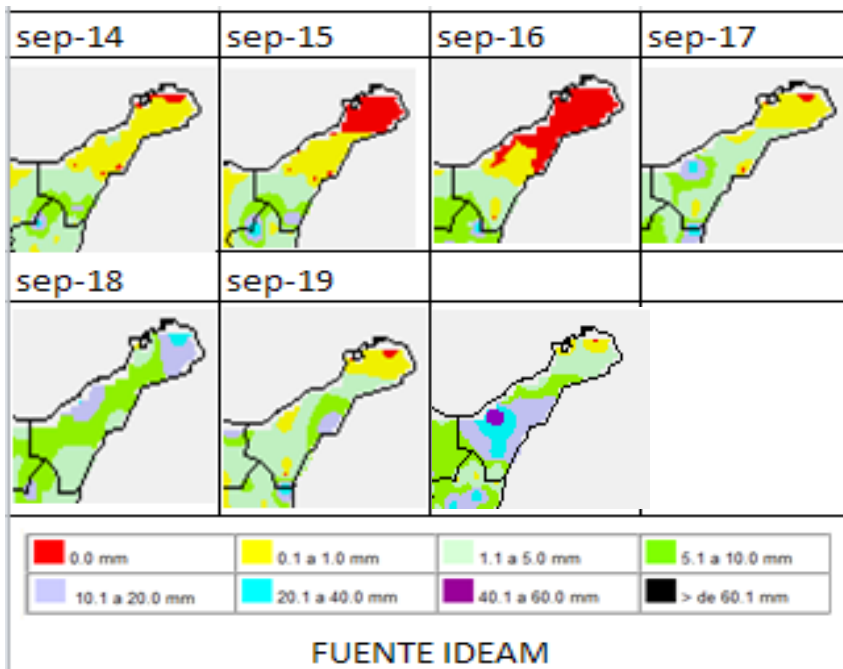 sep-14 sep-15 sep-16 sep-17
sep-18 sep-19
0.0 mm 0.1 a 1.0 mm 1.1 a 5.0 mm 5.1 a 10.0 mm
10.1 a 20.0 mm 20.1 a 40.0 mm 40.1 a 60.0 mm > de 60.1 mm
FUENTE IDEAM